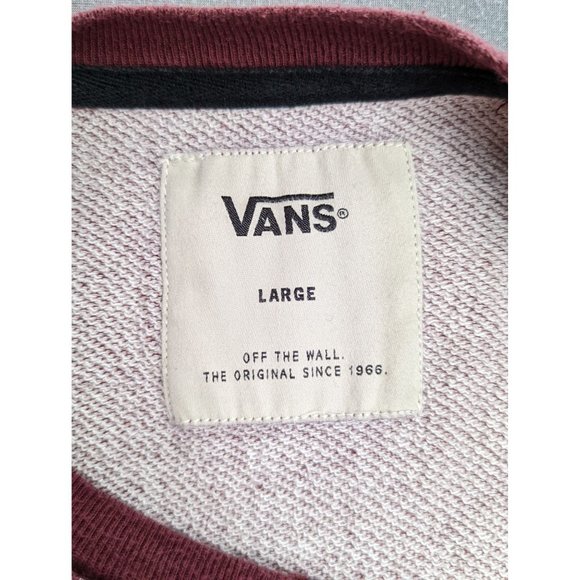 VANS®
LARGE
OFF THE WALL.
THE ORIGINAL SINCE 1966.